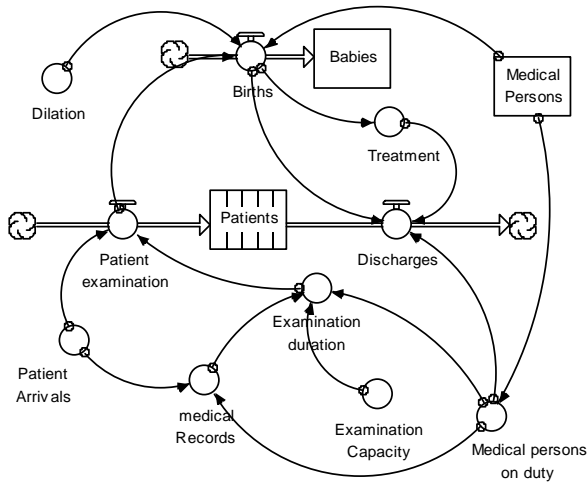 Babies
Births
Dilation
Medical
Persons
Treatment
Patients
Patient
examination
Discharges
Examination
duration
Patient
Arrivals
medical
Records
Examination
Capacity
Medical persons
on duty